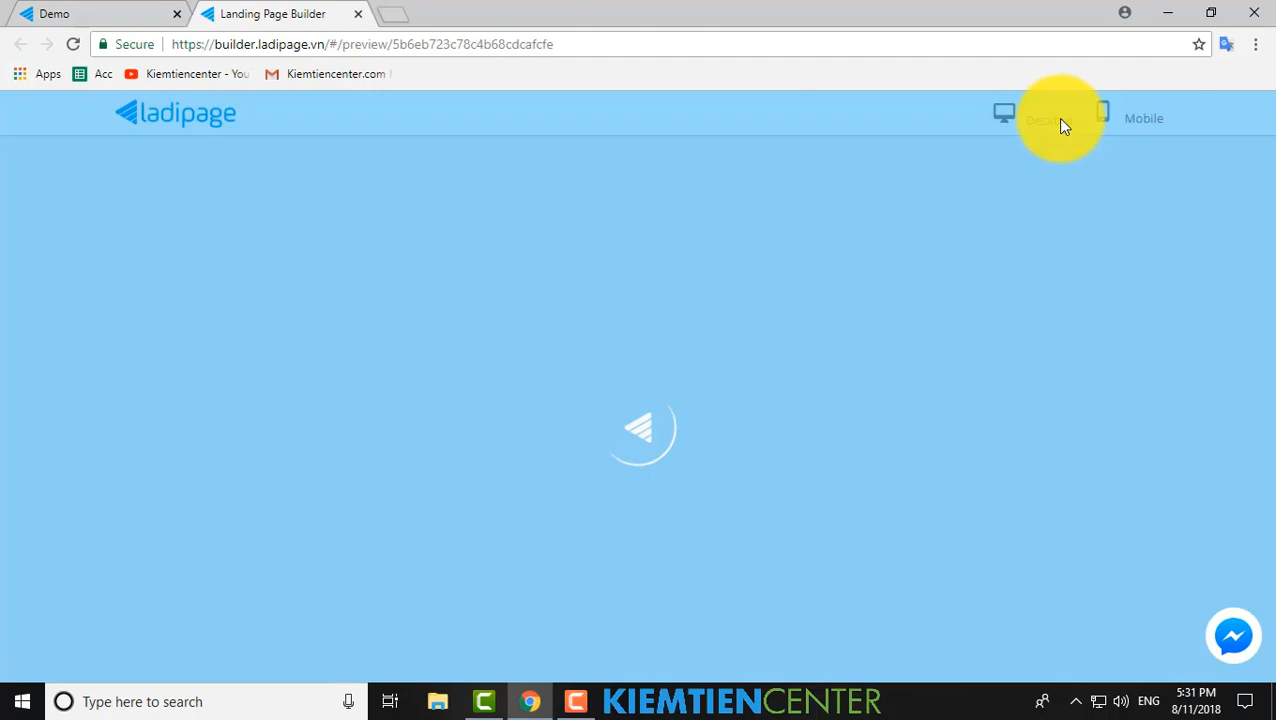 Demo
Landing Page Builder
Secure
https://builder.ladipage.vn/#/preview/5b6eb723c78c4b68cdcafcfe
Apps
Acc
Kiemtiencenter - You
Kiemtiencenter.com
ladipage
Desktop
Mobile
Type here to search
KIEMTIENCENTER
ENG
5:31 PM
8/11/2018